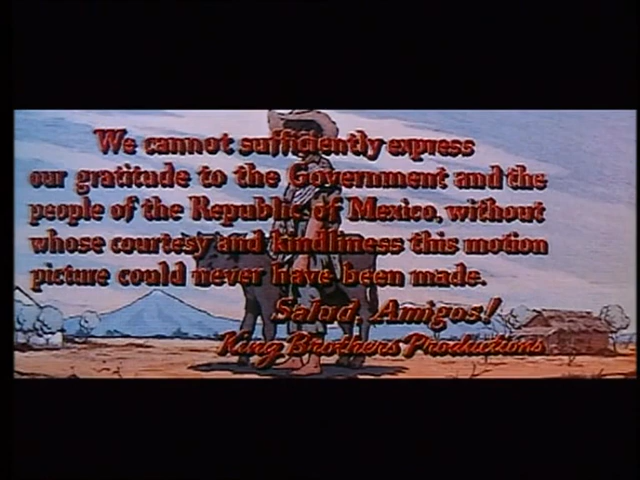 We cannot sufficiently express
our gratitude to the Government and the
people of the Republic of Mexico, without
whose courtesy and kindliness this motion
picture could never have been made.
Salud, Amigos!
King Brothers Productions